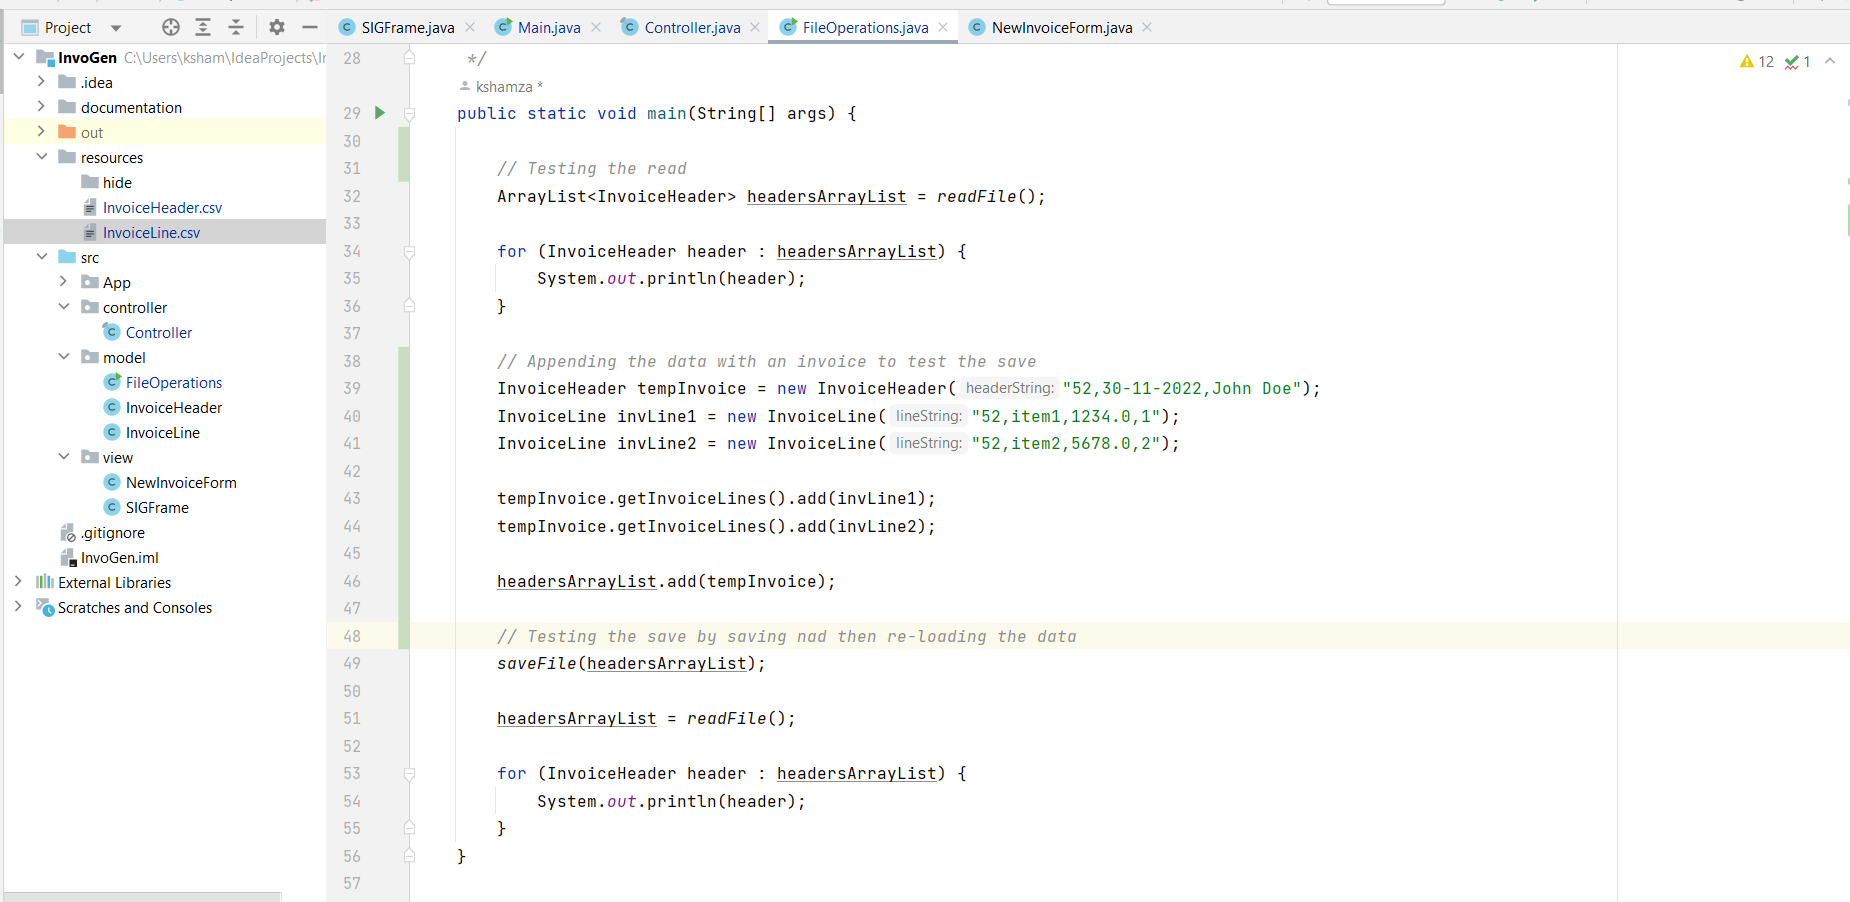 Project
SIGFrame.java
Main.java
Controller.java
FileOperations.java
NewInvoiceForm.java
InvoGen C:\Users\ksham\IdeaProjects\Ir
.idea
documentation
out
resources
hide
InvoiceHeader.csv
InvoiceLine.csv
src
App
controller
Controller
model
FileOperations
InvoiceHeader
InvoiceLine
view
NewInvoiceForm
SIGFrame
.gitignore
InvoGen.iml
External Libraries
Scratches and Consoles
12 1
28 */
kshamza *
29 public static void main(String[] args) {
30
31 // Testing the read
32 ArrayList<InvoiceHeader> headersArrayList = readFile();
33
34 for (InvoiceHeader header : headersArrayList) {
35 System.out.println(header);
36 }
37
38 // Appending the data with an invoice to test the save
39 InvoiceHeader tempInvoice = new InvoiceHeader( headerString: "52,30-11-2022,John Doe");
40 InvoiceLine invLine1 = new InvoiceLine( lineString: "52,item1,1234.0,1");
41 InvoiceLine invLine2 = new InvoiceLine( lineString: "52,item2,5678.0,2");
42
43 tempInvoice.getInvoiceLines().add(invLine1);
44 tempInvoice.getInvoiceLines().add(invLine2);
45
46 headersArrayList.add(tempInvoice);
47
48 // Testing the save by saving nad then re-loading the data
49 saveFile(headersArrayList);
50
51 headersArrayList = readFile();
52
53 for (InvoiceHeader header : headersArrayList) {
54 System.out.println(header);
55 }
56 }
57